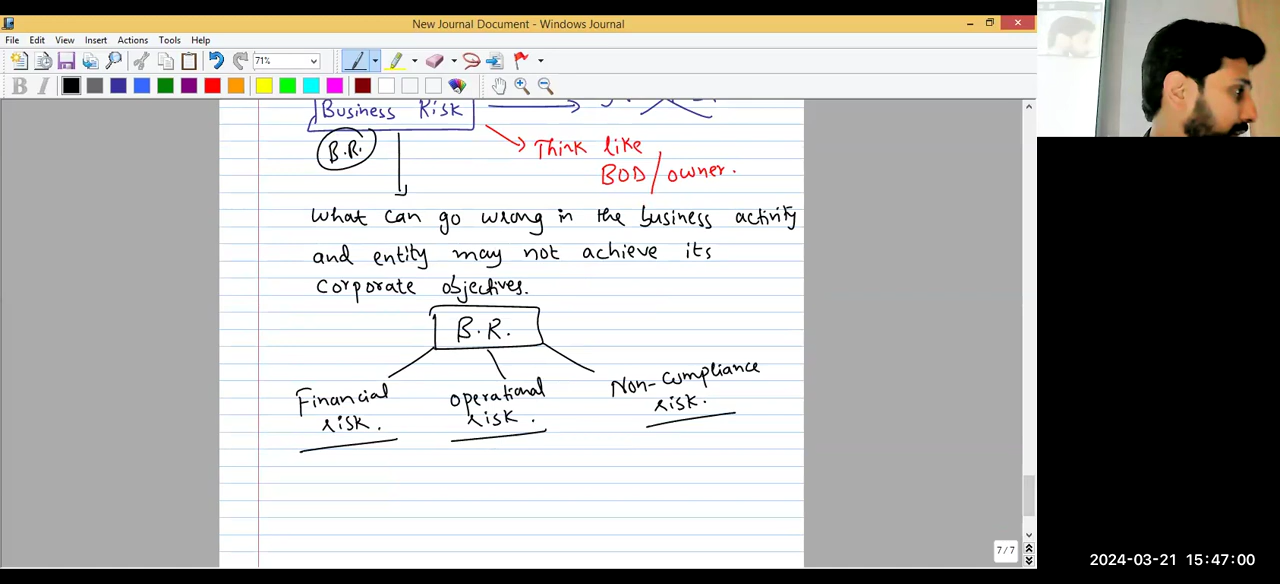 New Journal Document - Windows Journal
File Edit View Insert Actions Tools Help
71%
B I
Business Risk
B.R.
Think like
BOD/owner.
What can go wrong in the business activity
and entity may not achieve its
corporate objectives.
B.R.
Financial risk.
Operational risk.
Non-compliance risk.
7 / 7
2024-03-21 15:47:00